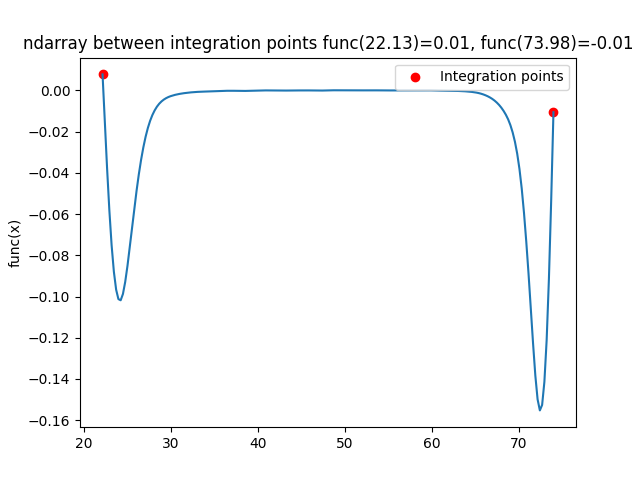 ndarray between integration points func(22.13)=0.01, func(73.98)=-0.01
Integration points
func(x)
0.00
−0.02
−0.04
−0.06
−0.08
−0.10
−0.12
−0.14
−0.16
20 30 40 50 60 70